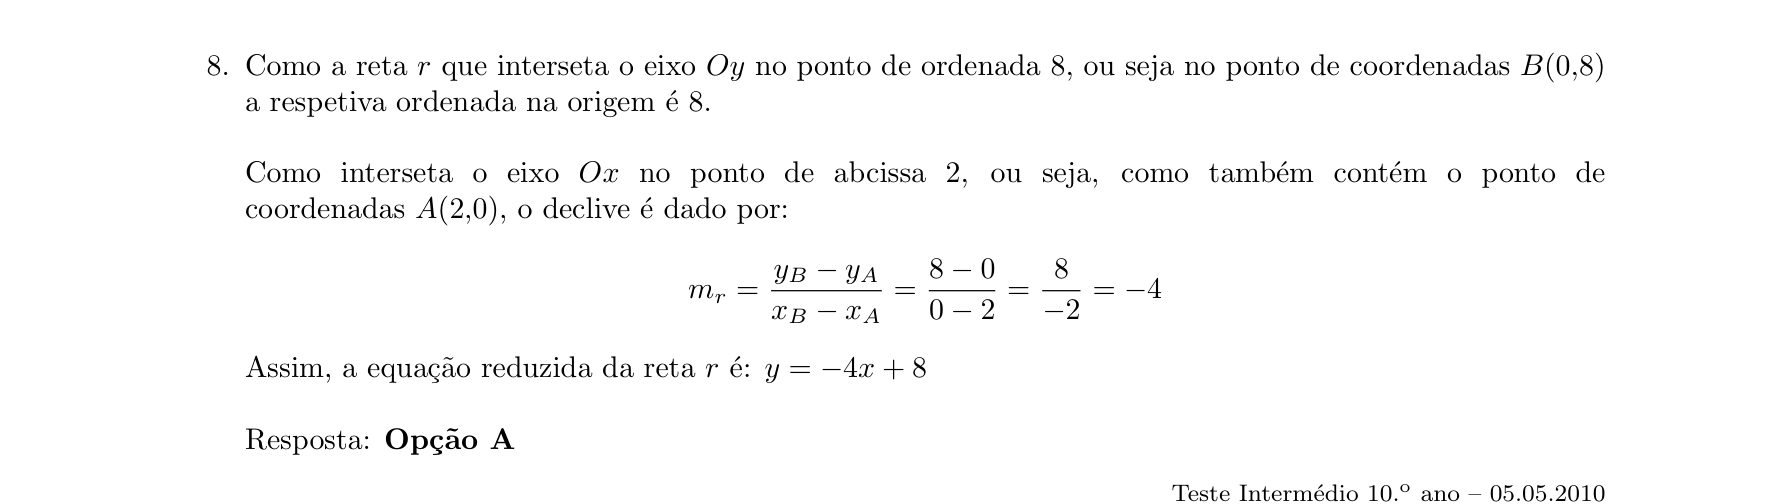 8. Como a reta r que interseta o eixo Oy no ponto de ordenada 8, ou seja no ponto de coordenadas B(0,8)
a respetiva ordenada na origem é 8.
Como interseta o eixo Ox no ponto de abcissa 2, ou seja, como também contém o ponto de
coordenadas A(2,0), o declive é dado por:
m_r = \frac{y_B − y_A}{x_B − x_A} = \frac{8 − 0}{0 − 2} = \frac{8}{−2} = −4
Assim, a equação reduzida da reta r é: y = −4x + 8
Resposta: Opção A
Teste Intermédio 10.º ano – 05.05.2010